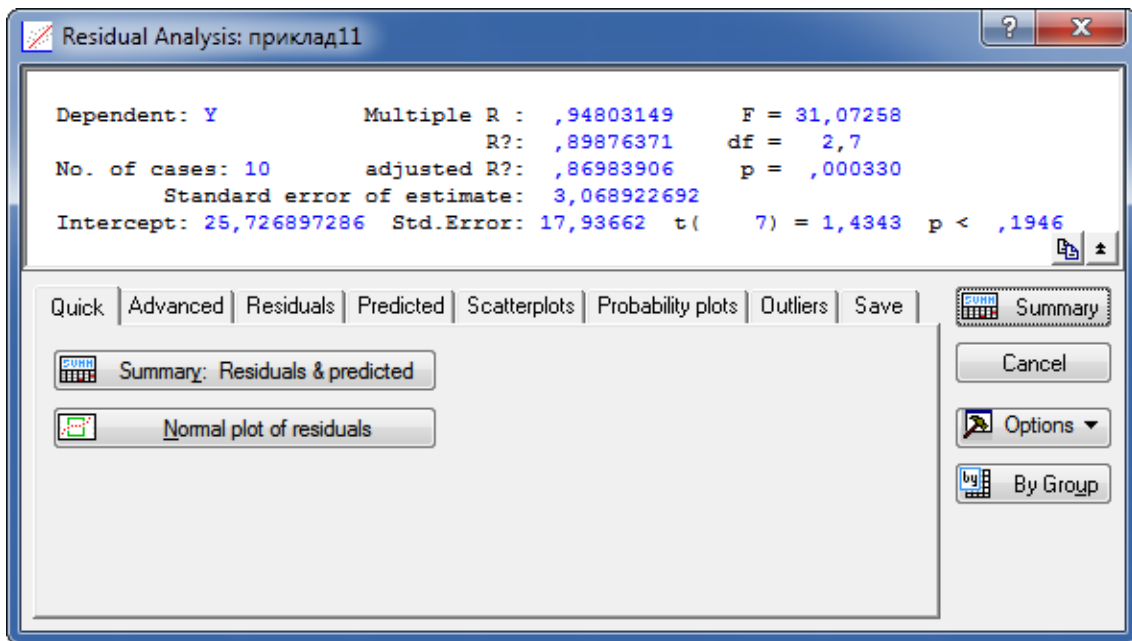 Residual Analysis: приклад11
Dependent: Y Multiple R : ,94803149 F = 31,07258
R?: ,89876371 df = 2,7
No. of cases: 10 adjusted R?: ,86983906 p = ,000330
Standard error of estimate: 3,068922692
Intercept: 25,726897286 Std.Error: 17,93662 t( 7) = 1,4343 p < ,1946
Quick Advanced Residuals Predicted Scatterplots Probability plots Outliers Save
Summary: Residuals & predicted
Normal plot of residuals
Summary
Cancel
Options
By Group